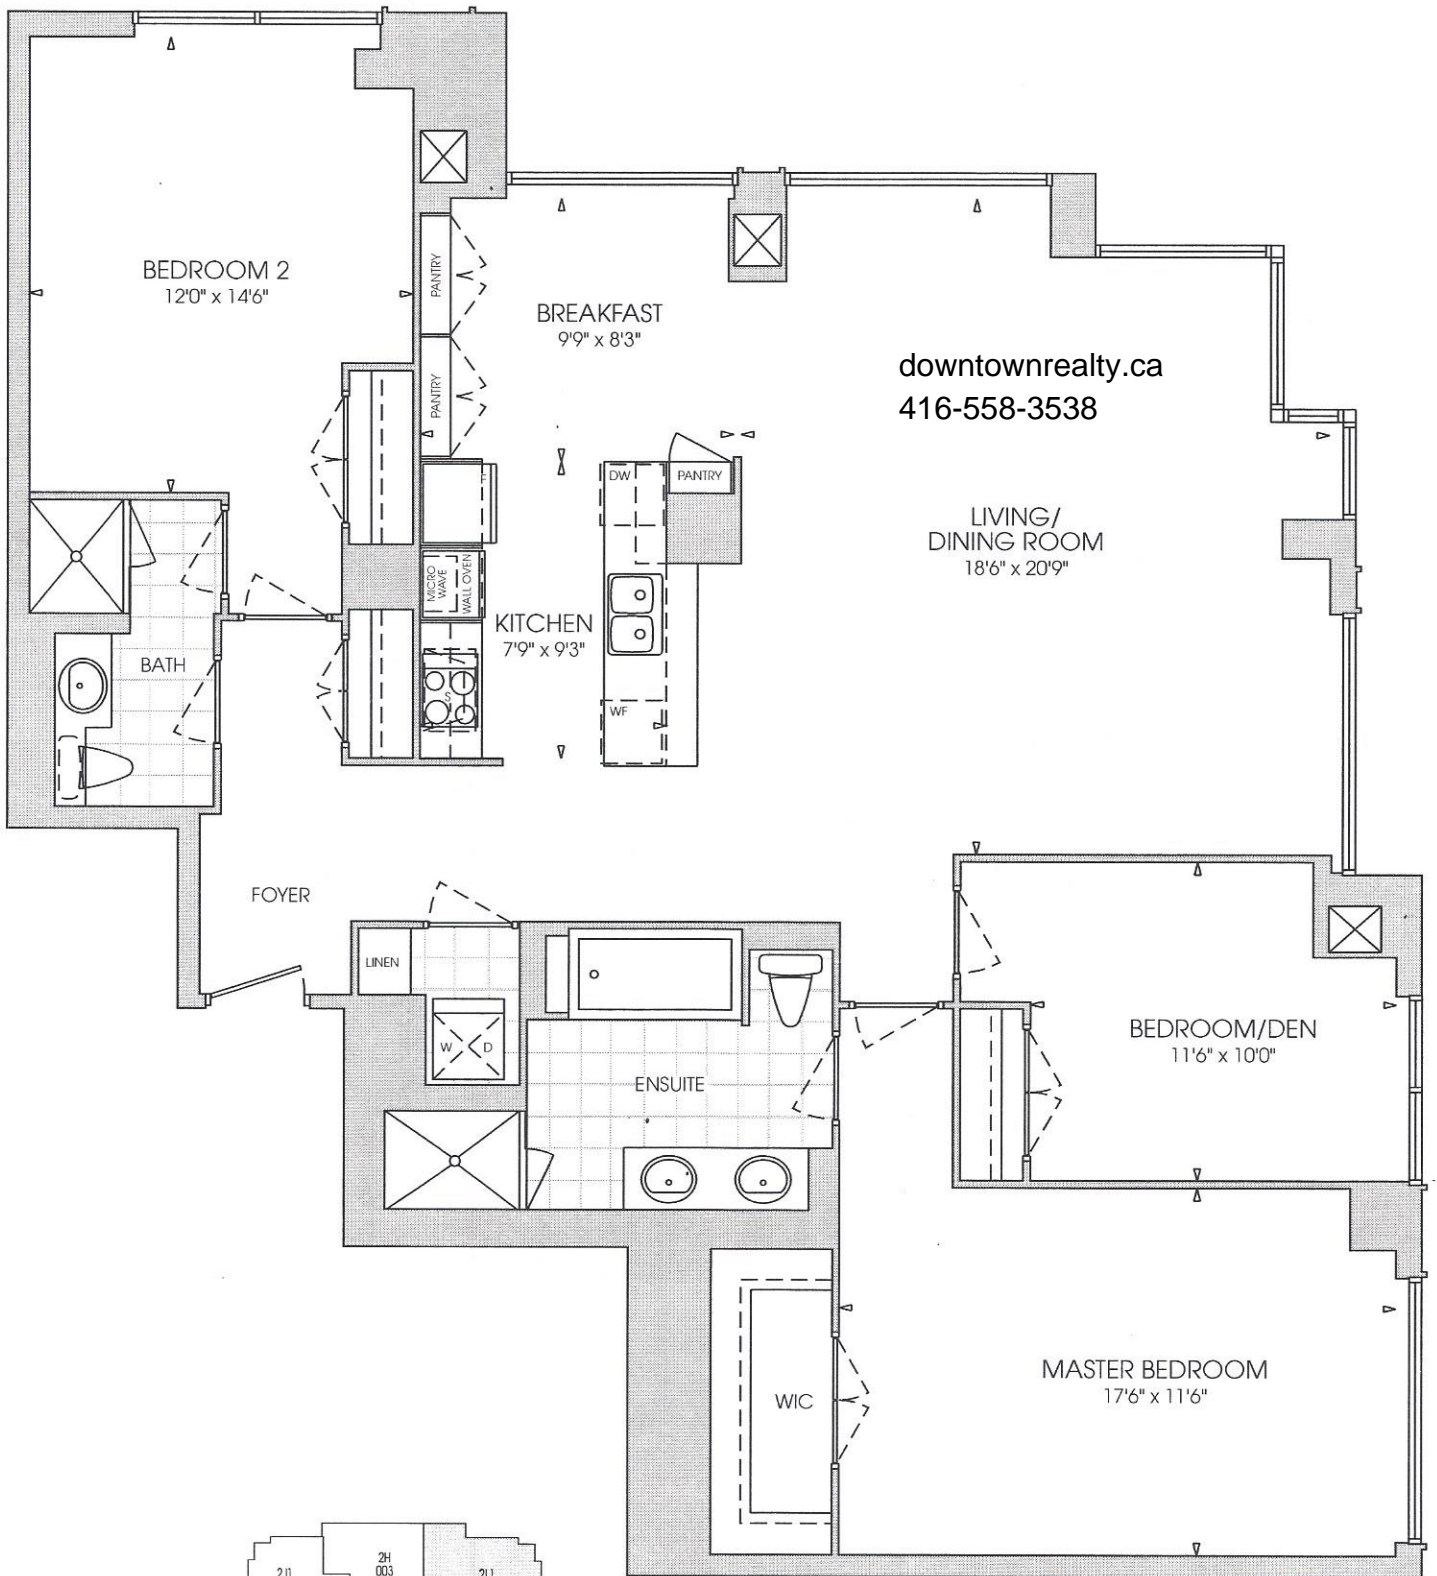 BEDROOM 2
12'0" x 14'6"
PANTRY
BREAKFAST
9'9" x 8'3"
downtownrealty.ca
416-558-3538
PANTRY
F
DW
PANTRY
LIVING/
DINING ROOM
18'6" x 20'9"
MICRO
WAVE
WALL OVEN
KITCHEN
7'9" x 9'3"
BATH
S
WF
FOYER
LINEN
W D
ENSUITE
BEDROOM/DEN
11'6" x 10'0"
MASTER BEDROOM
17'6" x 11'6"
WIC
2H
003